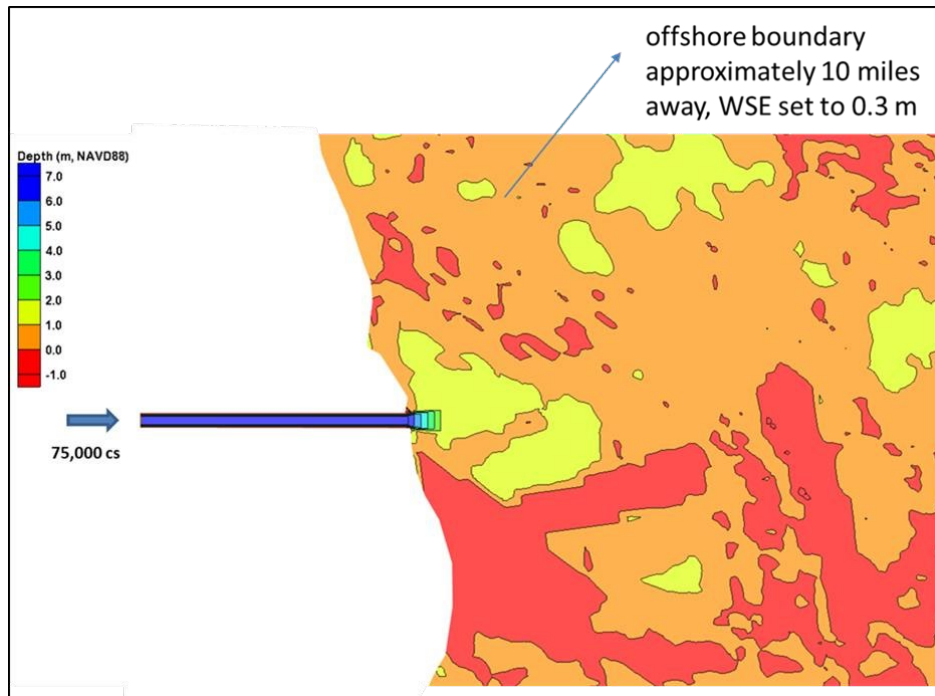 offshore boundary
approximately 10 miles
away, WSE set to 0.3 m
Depth (m, NAVD88)
7.0
6.0
5.0
4.0
3.0
2.0
1.0
0.0
-1.0
75,000 cs